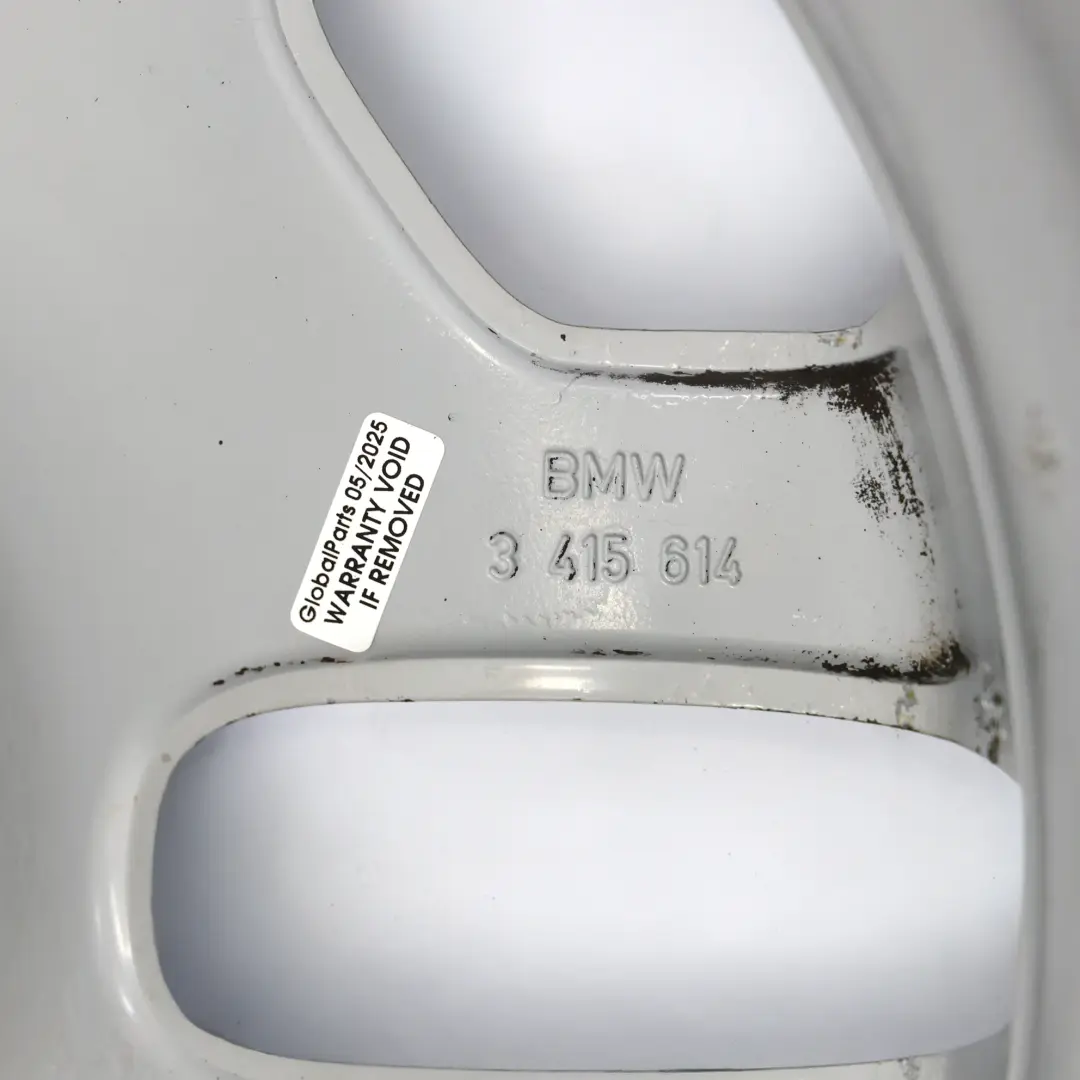 GlobalParts 05/2025
WARRANTY VOID
IF REMOVED
BMW
3 415 614